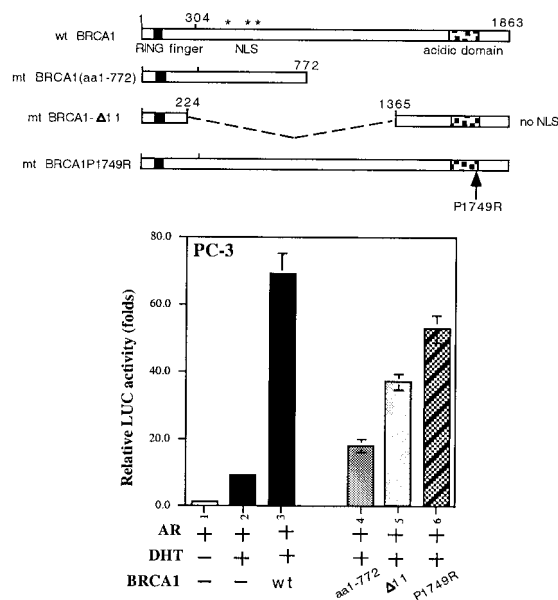 1 304 * ** 1863
wt BRCA1
RING finger NLS acidic domain
772
mt BRCA1(aa1-772)
224 1365
mt BRCA1-Δ11 no NLS
mt BRCA1P1749R
P1749R
80.0
PC-3
60.0
40.0
20.0
0.0
Relative LUC activity (folds)
1 2 3 4 5 6
AR + + + + + +
DHT − + + + + +
BRCA1 − − wt aa1-772 Δ11 P1749R